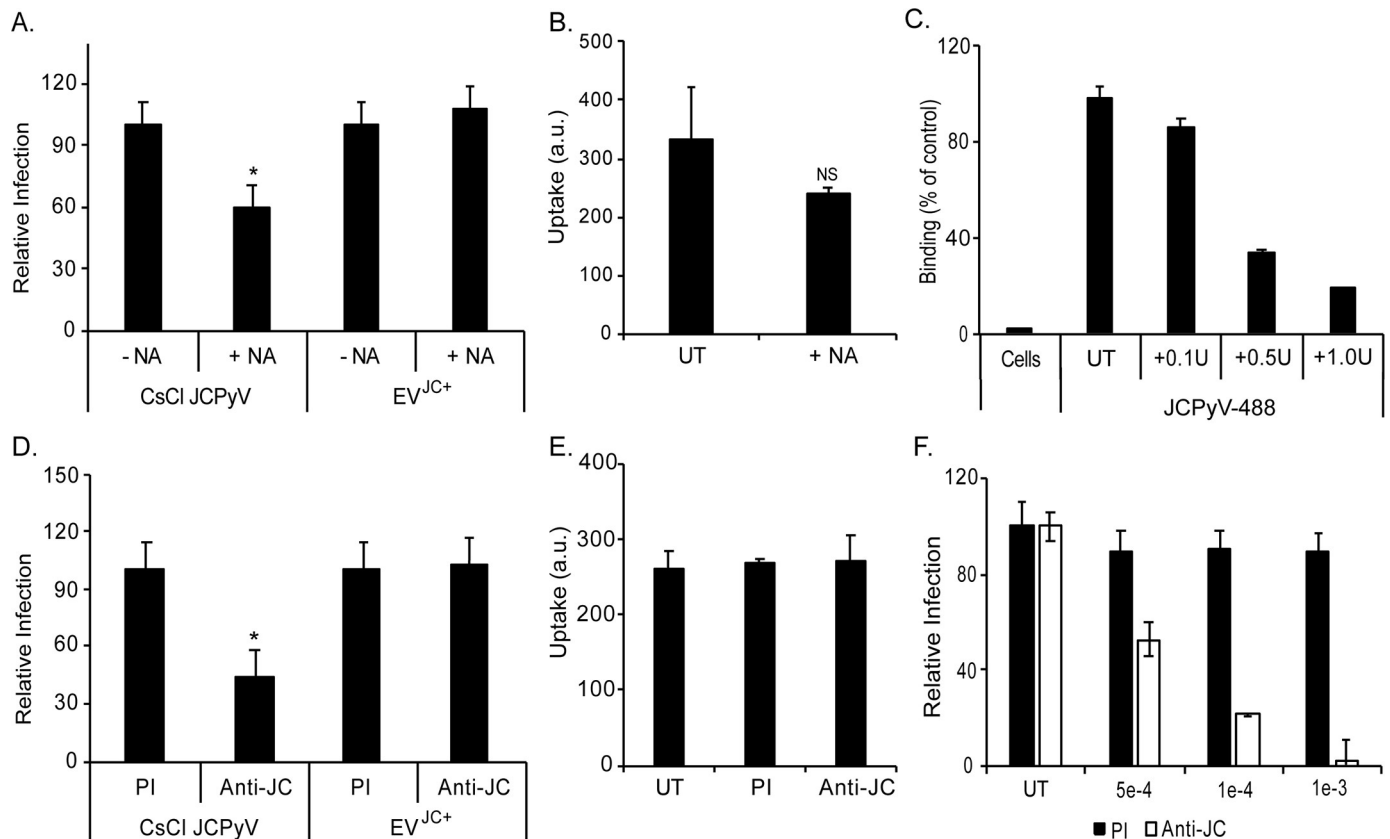 A.
Relative Infection
120
90
60
30
0
*
- NA
+ NA
- NA
+ NA
CsCl JCPyV
EV^JC+
B.
Uptake (a.u.)
500
400
300
200
100
0
NS
UT
+ NA
C.
Binding (% of control)
120
80
40
0
Cells
UT
+0.1U
+0.5U
+1.0U
JCPyV-488
D.
Relative Infection
150
120
90
60
30
0
*
PI
Anti-JC
PI
Anti-JC
CsCl JCPyV
EV^JC+
E.
Uptake (a.u.)
400
300
200
100
0
UT
PI
Anti-JC
F.
Relative Infection
120
80
40
0
UT
5e-4
1e-4
1e-3
PI
Anti-JC